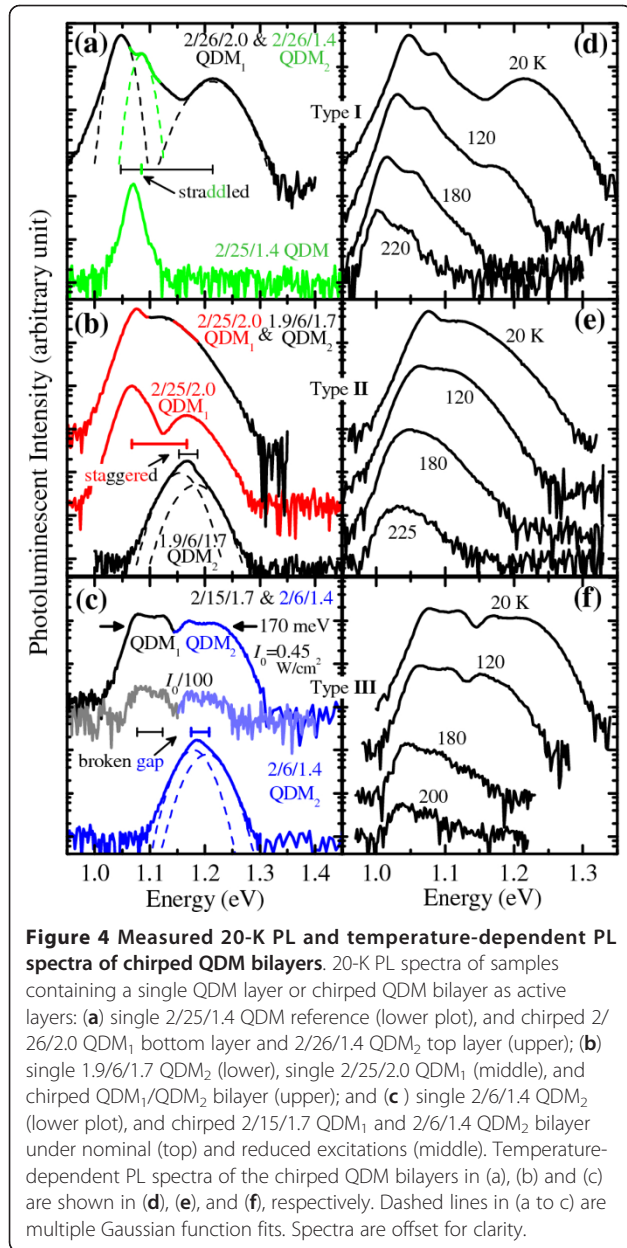 Photoluminescent Intensity (arbitrary unit)
(a)
2/26/2.0 & 2/26/1.4
QDM₁ QDM₂
straddled
2/25/1.4 QDM
(d)
Type I
20 K
120
180
220
(b)
2/25/2.0 & 1.9/6/1.7
QDM₁ QDM₂
2/25/2.0
QDM₁
staggered
1.9/6/1.7
QDM₂
(e)
Type II
20 K
120
180
225
(c)
2/15/1.7 & 2/6/1.4
QDM₁ QDM₂
170 meV
I₀=0.45
W/cm²
I₀/100
broken gap
2/6/1.4
QDM₂
(f)
Type III
20 K
120
180
200
1.0 1.1 1.2 1.3 1.4
Energy (eV)
1.0 1.1 1.2 1.3
Energy (eV)
Figure 4 Measured 20-K PL and temperature-dependent PL
spectra of chirped QDM bilayers. 20-K PL spectra of samples
containing a single QDM layer or chirped QDM bilayer as active
layers: (a) single 2/25/1.4 QDM reference (lower plot), and chirped 2/
26/2.0 QDM₁ bottom layer and 2/26/1.4 QDM₂ top layer (upper); (b)
single 1.9/6/1.7 QDM₂ (lower), single 2/25/2.0 QDM₁ (middle), and
chirped QDM₁/QDM₂ bilayer (upper); and (c ) single 2/6/1.4 QDM₂
(lower plot), and chirped 2/15/1.7 QDM₁ and 2/6/1.4 QDM₂ bilayer
under nominal (top) and reduced excitations (middle). Temperature-
dependent PL spectra of the chirped QDM bilayers in (a), (b) and (c)
are shown in (d), (e), and (f), respectively. Dashed lines in (a to c) are
multiple Gaussian function fits. Spectra are offset for clarity.